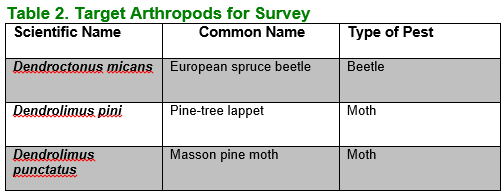 Table 2. Target Arthropods for Survey
Scientific Name Common Name Type of Pest
Dendroctonus micans European spruce beetle Beetle
Dendrolimus pini Pine-tree lappet Moth
Dendrolimus Masson pine moth Moth
punctatus